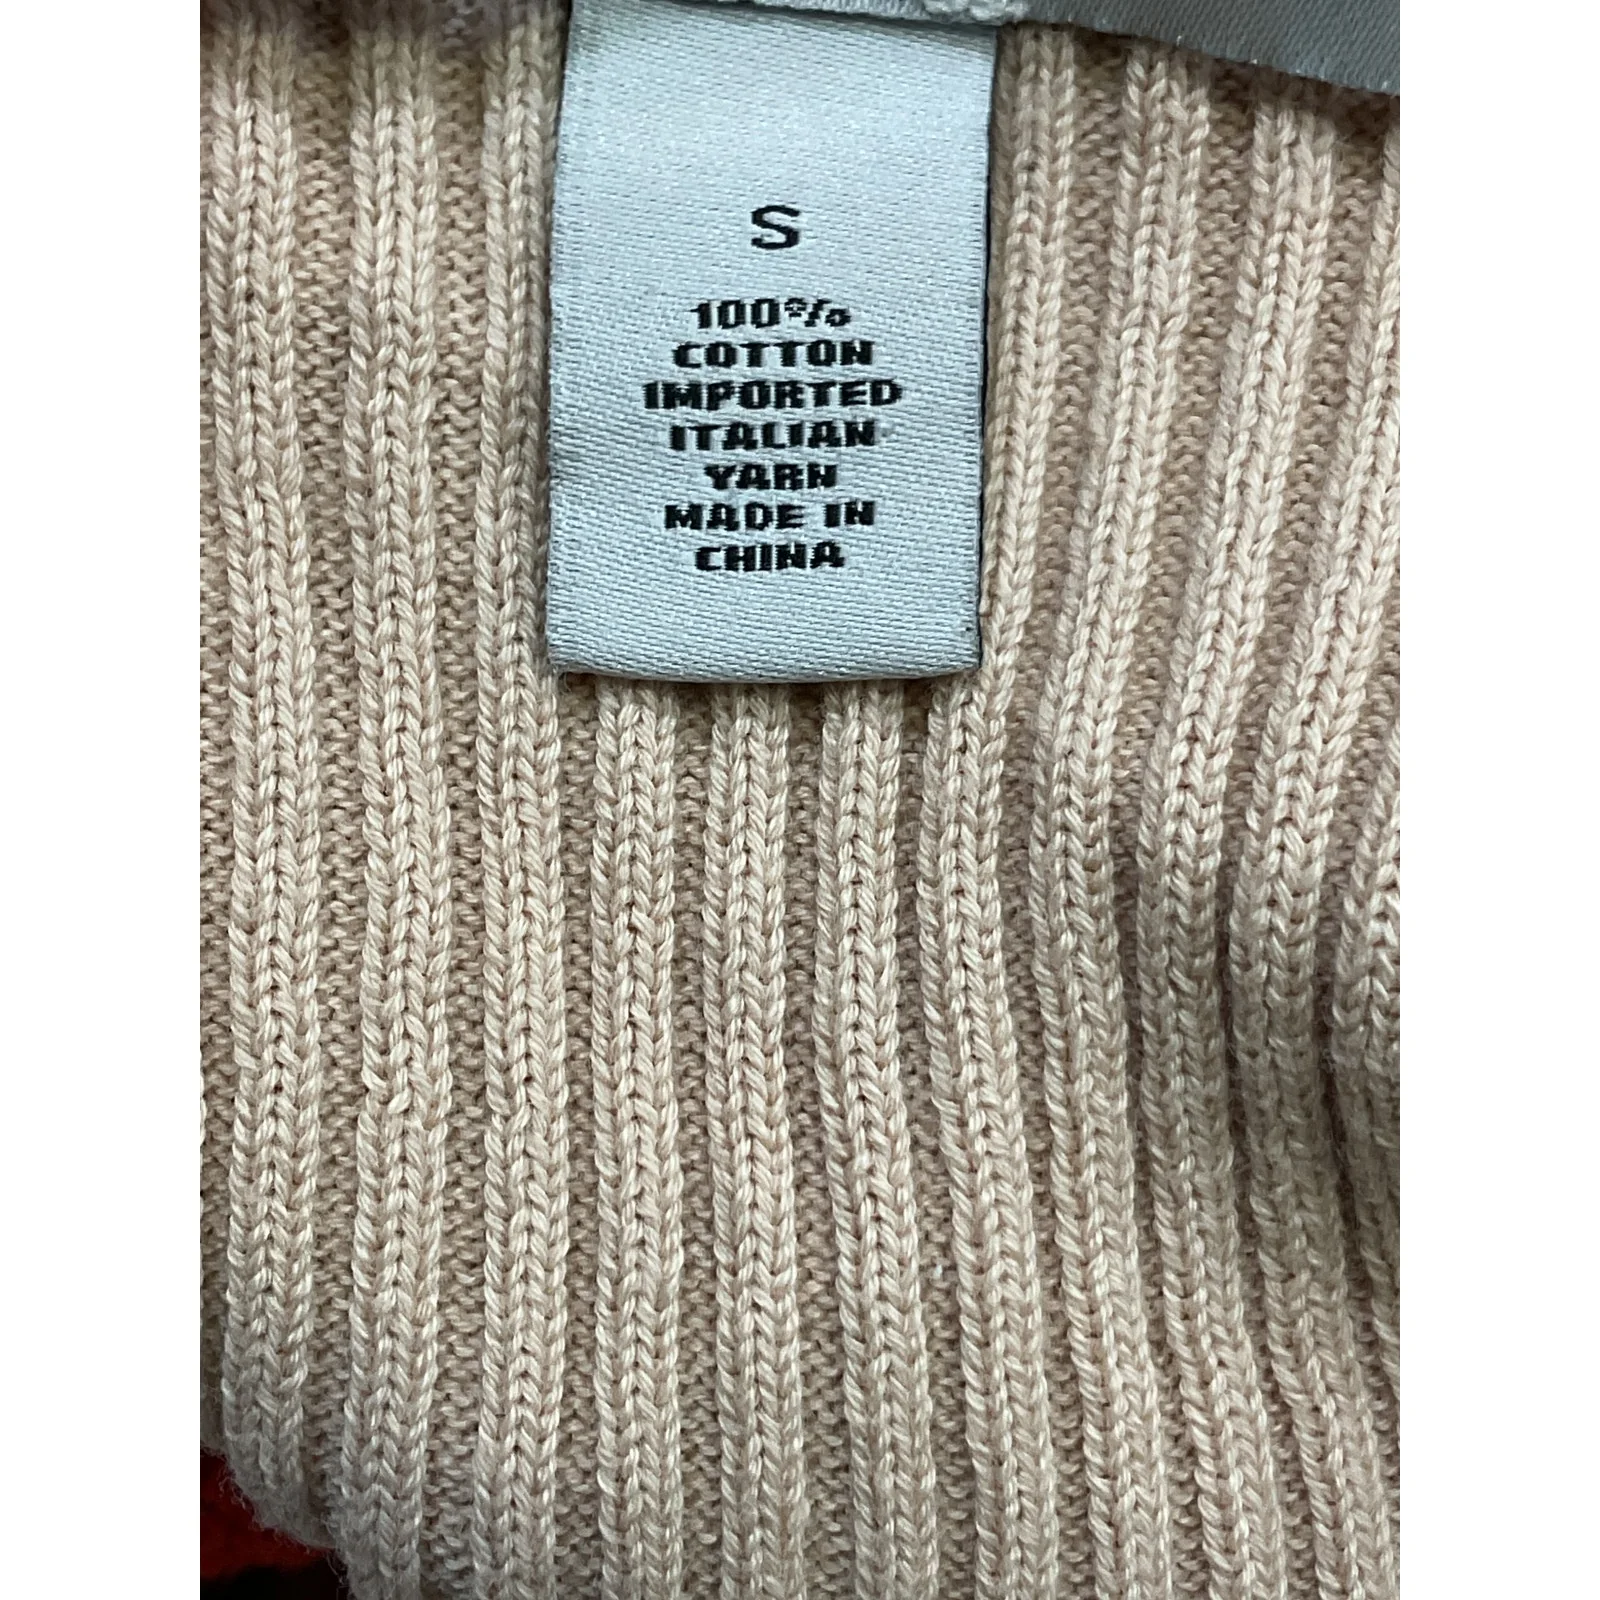 S
100%
COTTON
IMPORTED
ITALIAN
YARN
MADE IN
CHINA